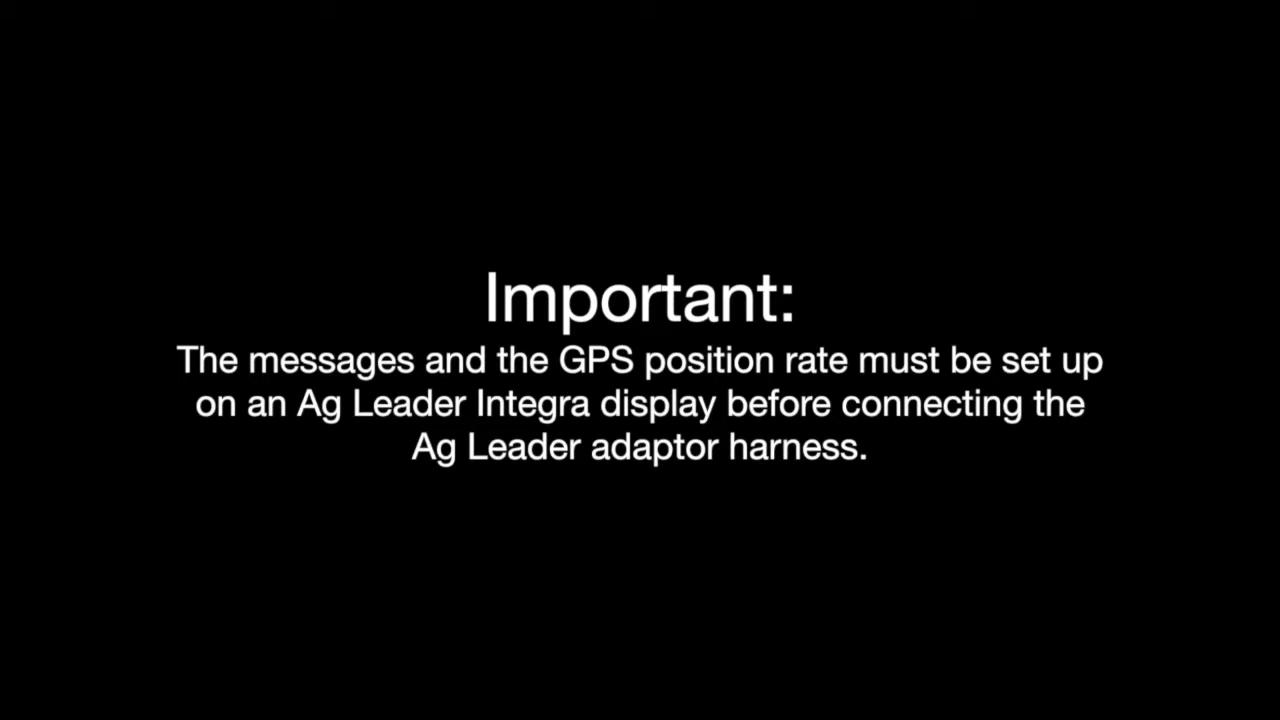 Important:
The messages and the GPS position rate must be set up
on an Ag Leader Integra display before connecting the
Ag Leader adaptor harness.